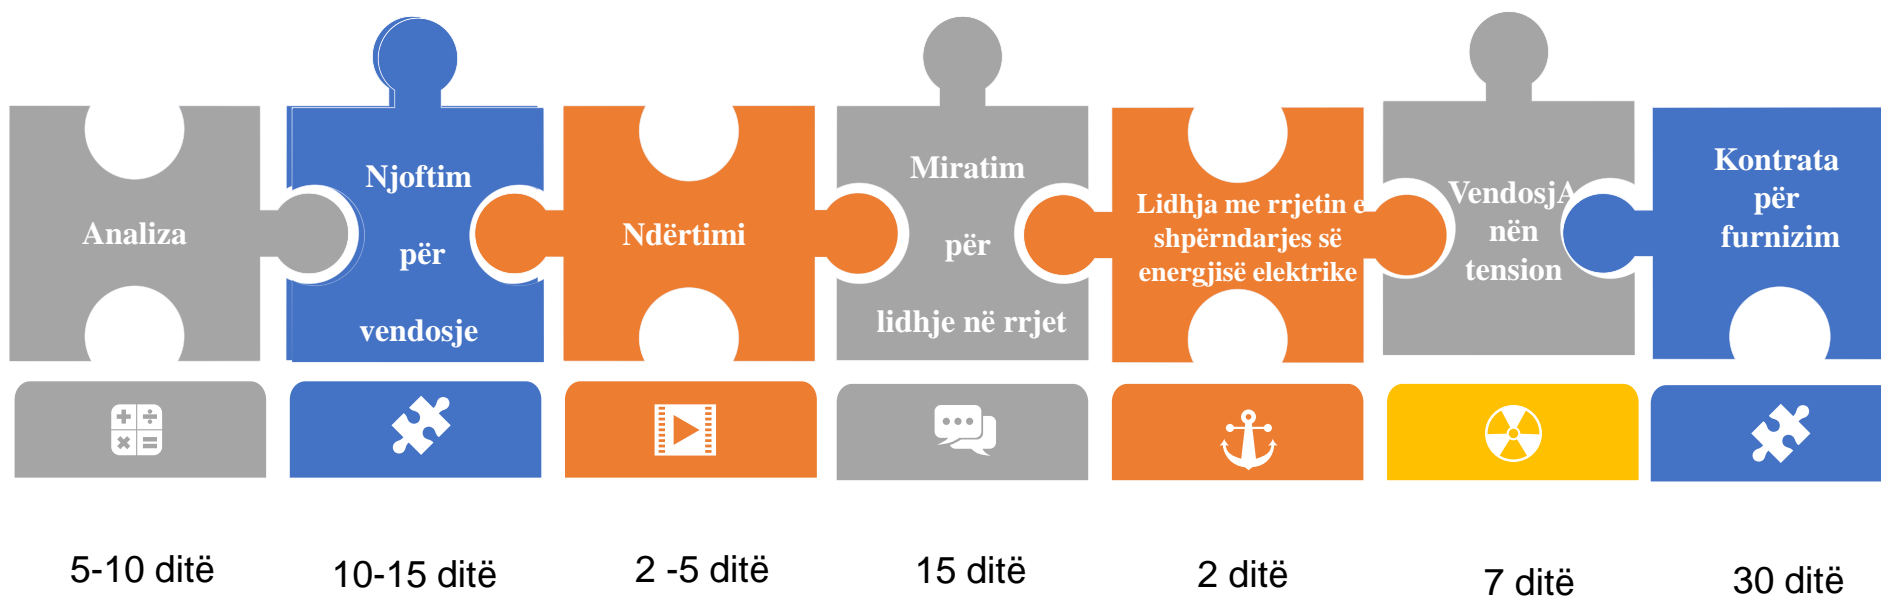 Analiza
Njoftim
për
vendosje
Ndërtimi
Miratim
për
lidhje në rrjet
Lidhja me rrjetin e
shpërndarjes së
energjisë elektrike
VendosjA
nën
tension
Kontrata
për
furnizim
5-10 ditë
10-15 ditë
2 -5 ditë
15 ditë
2 ditë
7 ditë
30 ditë